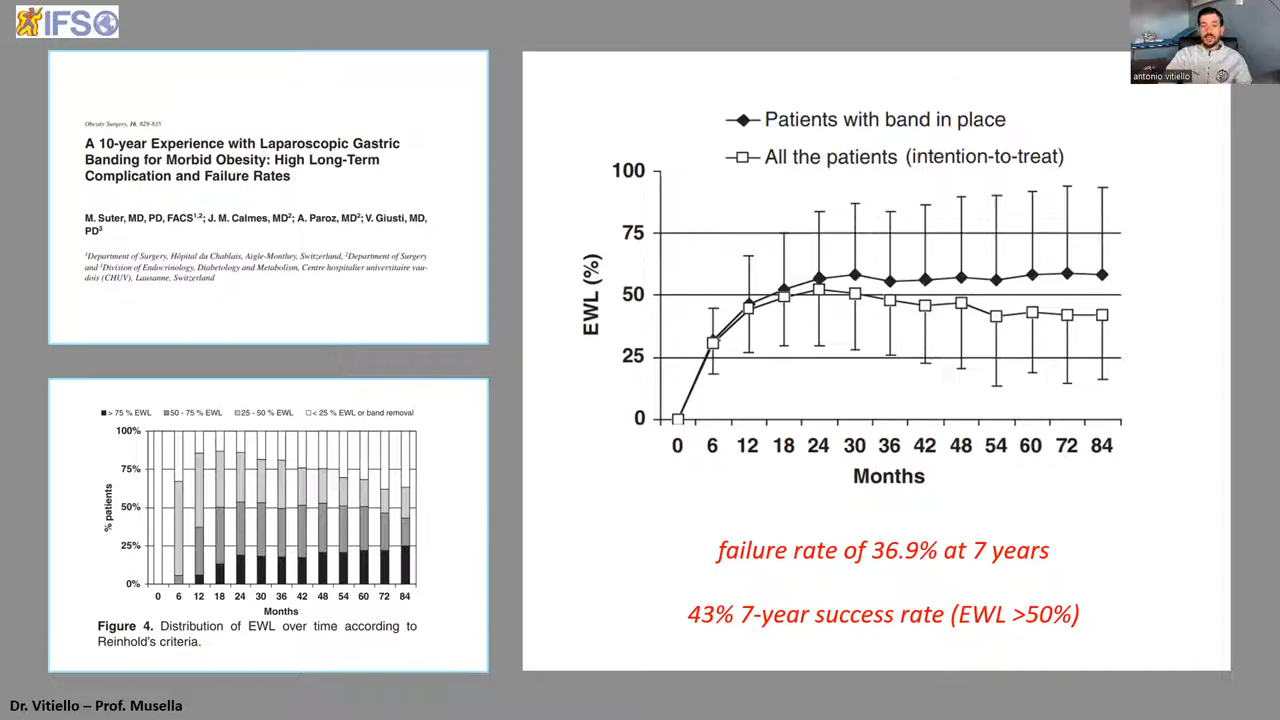 IFSO
antonio vitiello
Obesity Surgery, 16, 829-835
A 10-year Experience with Laparoscopic Gastric
Banding for Morbid Obesity: High Long-Term
Complication and Failure Rates
M. Suter, MD, PD, FACS1,2; J. M. Calmes, MD2; A. Paroz, MD2; V. Giusti, MD,
PD3
1Department of Surgery, Hôpital du Chablais, Aigle-Monthey, Switzerland, 2Department of Surgery
and 3Division of Endocrinology, Diabetology and Metabolism, Centre hospitalier universitaire vau-
dois (CHUV), Lausanne, Switzerland
> 75 % EWL 50 - 75 % EWL 25 - 50 % EWL < 25 % EWL or band removal
100%
75%
50%
25%
0%
% patients
0 6 12 18 24 30 36 42 48 54 60 72 84
Months
Figure 4. Distribution of EWL over time according to
Reinhold's criteria.
Patients with band in place
All the patients (intention-to-treat)
100
75
50
25
0
EWL (%)
0 6 12 18 24 30 36 42 48 54 60 72 84
Months
failure rate of 36.9% at 7 years
43% 7-year success rate (EWL >50%)
Dr. Vitiello – Prof. Musella